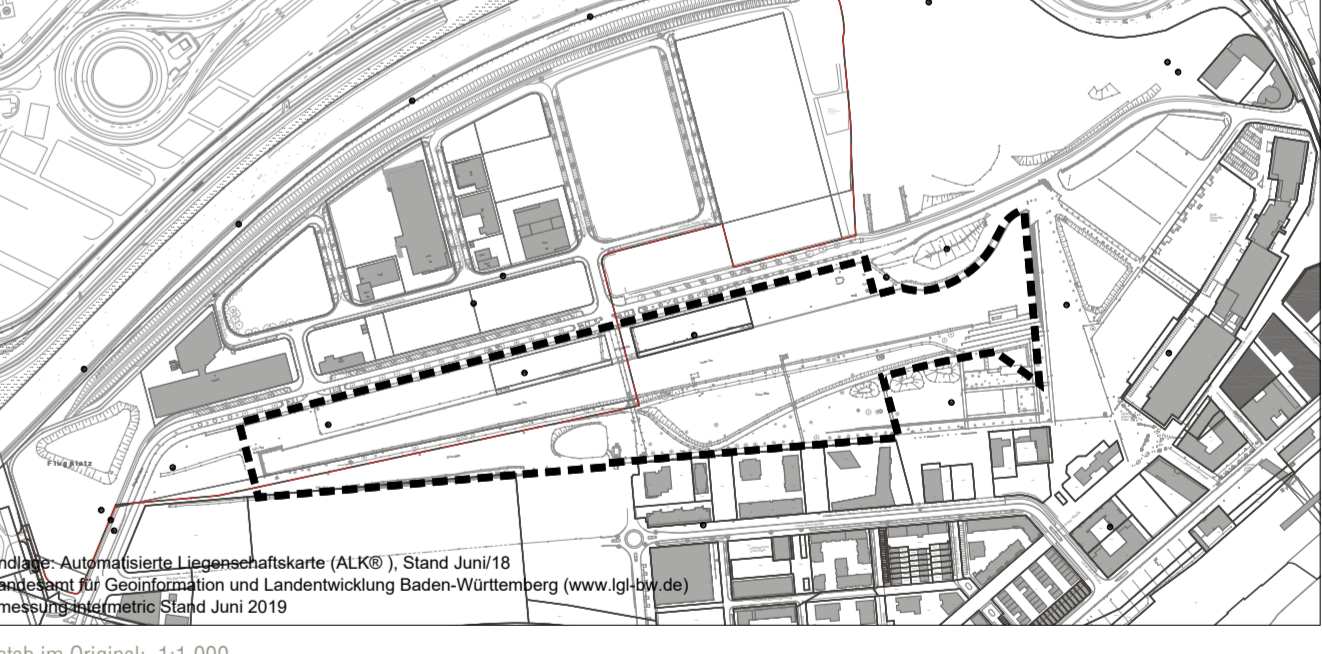 Flugplatz
ndlage: Automatisierte Liegenschaftskarte (ALK® ), Stand Juni/18
andesamt für Geoinformation und Landentwicklung Baden-Württemberg (www.lgl-bw.de)
messung intermetric Stand Juni 2019
stab im Original: 1:1.000